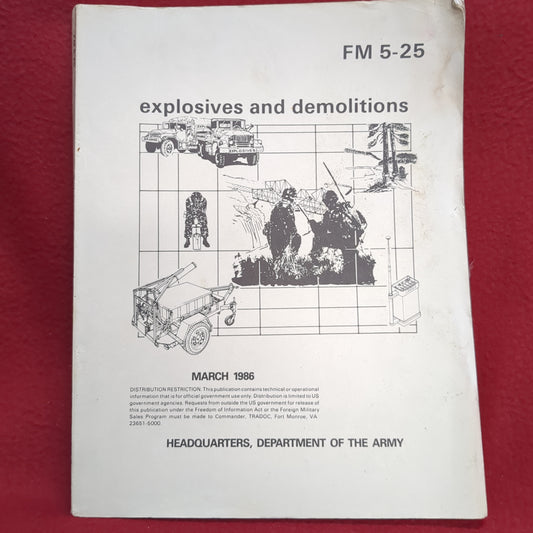 FM 5-25
explosives and demolitions
EXPLOSIVES
MARCH 1986
DISTRIBUTION RESTRICTION. This publication contains technical or operational
information that is for official government use only. Distribution is limited to US
government agencies. Requests from outside the US government for release of
this publication under the Freedom of Information Act or the Foreign Military
Sales Program must be made to Commander, TRADOC, Fort Monroe, VA
23651-5000.
HEADQUARTERS, DEPARTMENT OF THE ARMY